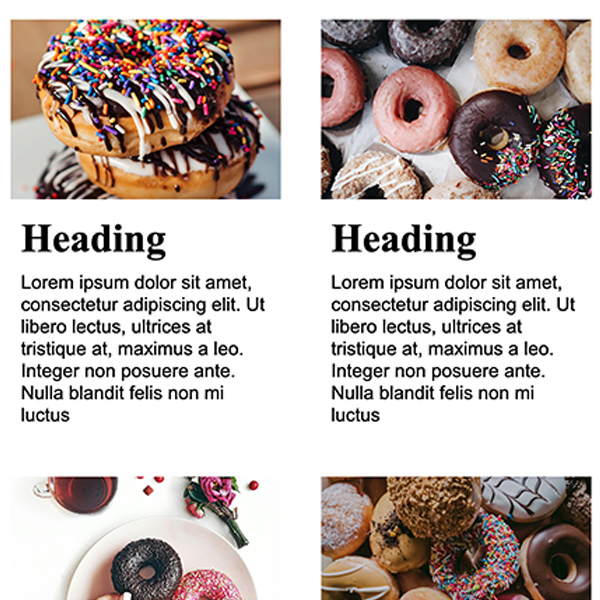 Heading
Lorem ipsum dolor sit amet,
consectetur adipiscing elit. Ut
libero lectus, ultrices at
tristique at, maximus a leo.
Integer non posuere ante.
Nulla blandit felis non mi
luctus
Heading
Lorem ipsum dolor sit amet,
consectetur adipiscing elit. Ut
libero lectus, ultrices at
tristique at, maximus a leo.
Integer non posuere ante.
Nulla blandit felis non mi
luctus